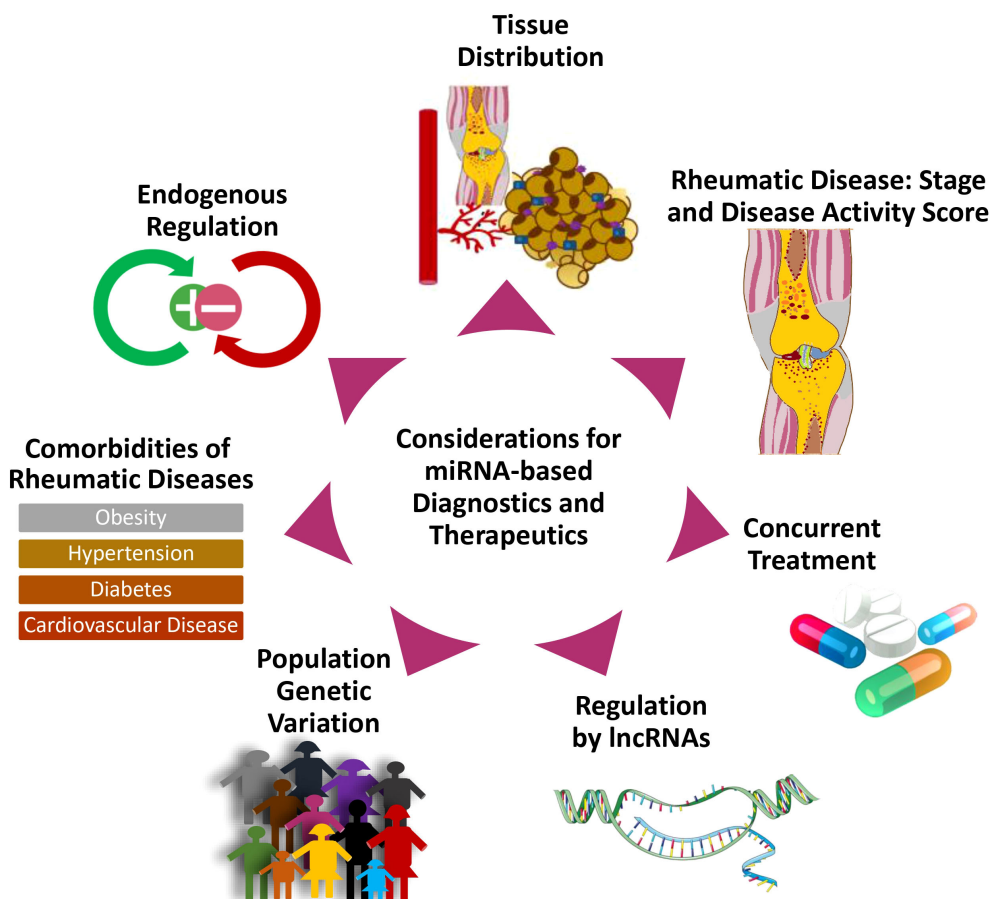 Tissue
Distribution
Rheumatic Disease: Stage
and Disease Activity Score
Endogenous
Regulation
Considerations for
miRNA-based
Diagnostics and
Therapeutics
Comorbidities of
Rheumatic Diseases
Obesity
Hypertension
Diabetes
Cardiovascular Disease
Concurrent
Treatment
Population
Genetic
Variation
Regulation
by lncRNAs